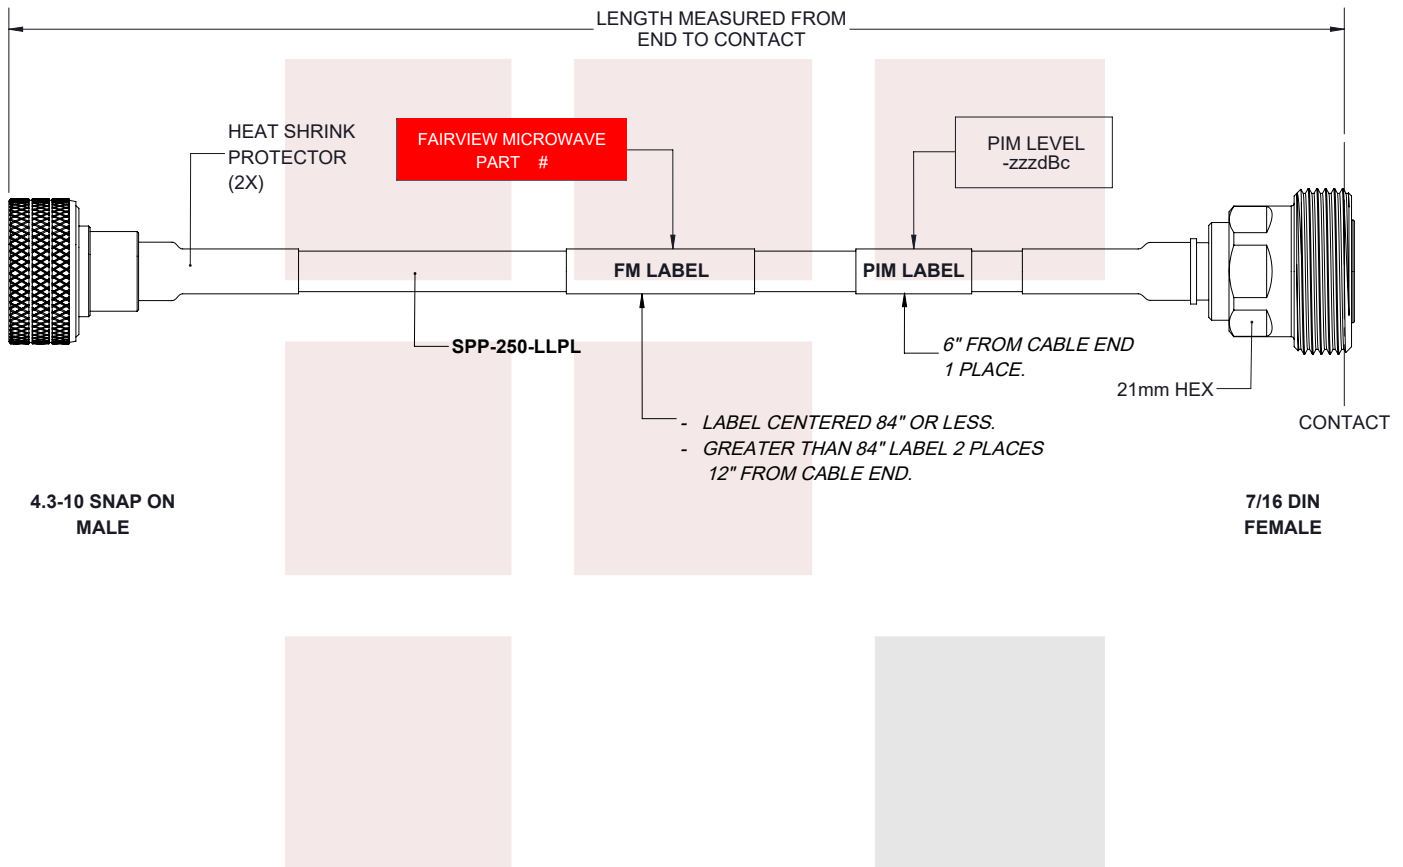 LENGTH MEASURED FROM
END TO CONTACT
HEAT SHRINK
PROTECTOR
(2X)
FAIRVIEW MICROWAVE
PART #
PIM LEVEL
-zzzdBc
FM LABEL
PIM LABEL
SPP-250-LLPL
6" FROM CABLE END
1 PLACE.
21mm HEX
CONTACT
- LABEL CENTERED 84" OR LESS.
- GREATER THAN 84" LABEL 2 PLACES
12" FROM CABLE END.
4.3-10 SNAP ON
MALE
7/16 DIN
FEMALE